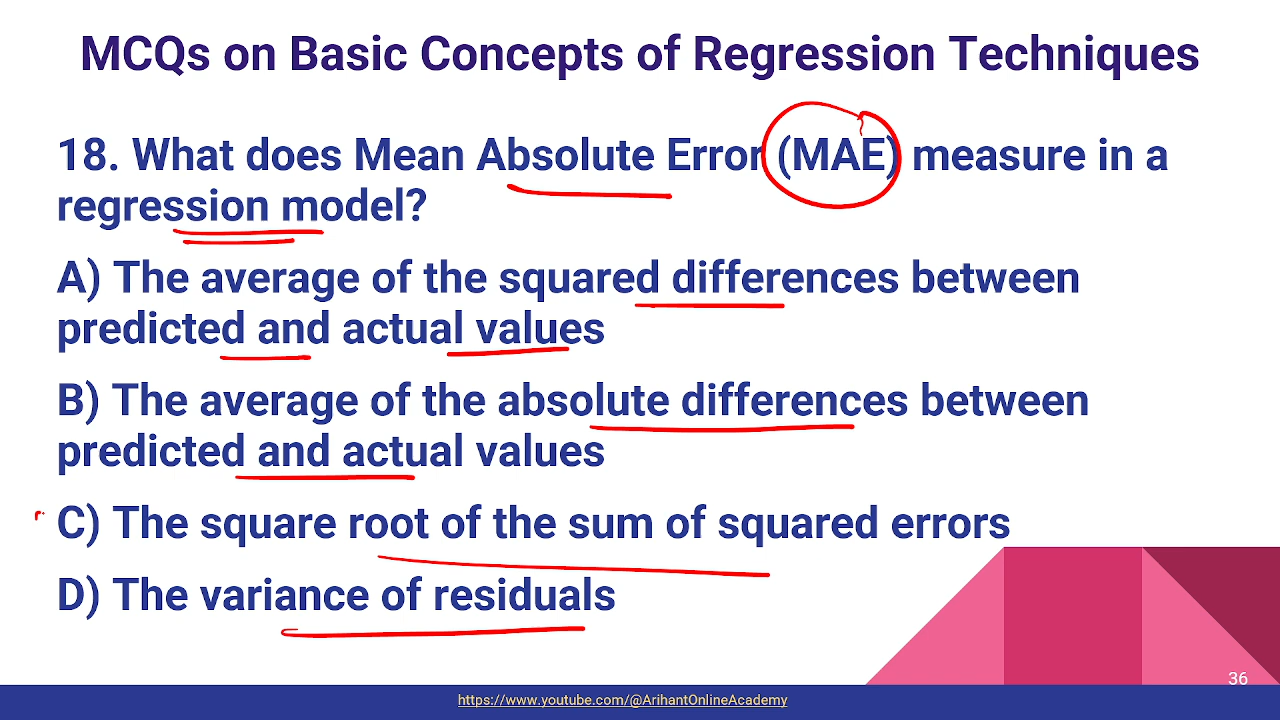 MCQs on Basic Concepts of Regression Techniques
18. What does Mean Absolute Error (MAE) measure in a
regression model?
A) The average of the squared differences between
predicted and actual values
B) The average of the absolute differences between
predicted and actual values
C) The square root of the sum of squared errors
D) The variance of residuals
36
https://www.youtube.com/@ArihantOnlineAcademy